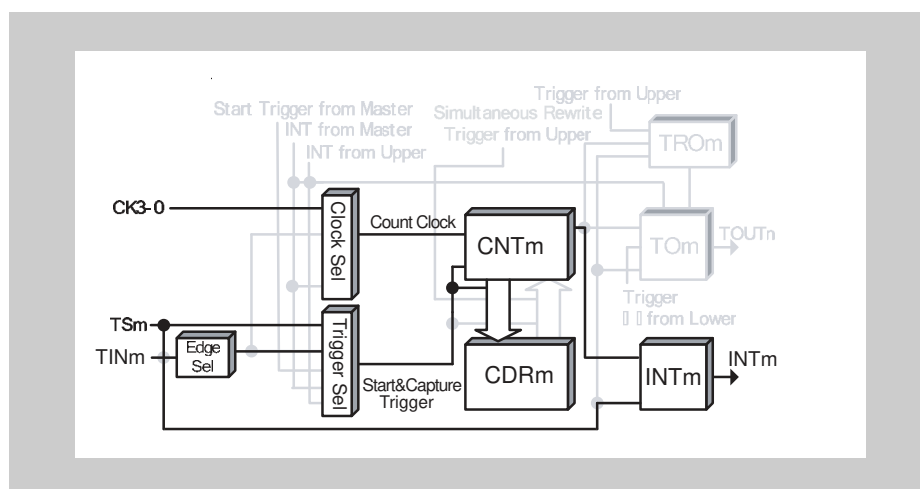 Trigger from Upper
Start Trigger from Master
INT from Master
INT from Upper
Simultaneous Rewrite
Trigger from Upper
TROm
CK3-0
Clock Sel
Count Clock
CNTm
TOm
TOUTn
Trigger
from Lower
TSm
TINm
Edge
Sel
Trigger Sel
Start&Capture
Trigger
CDRm
INTm
INTm